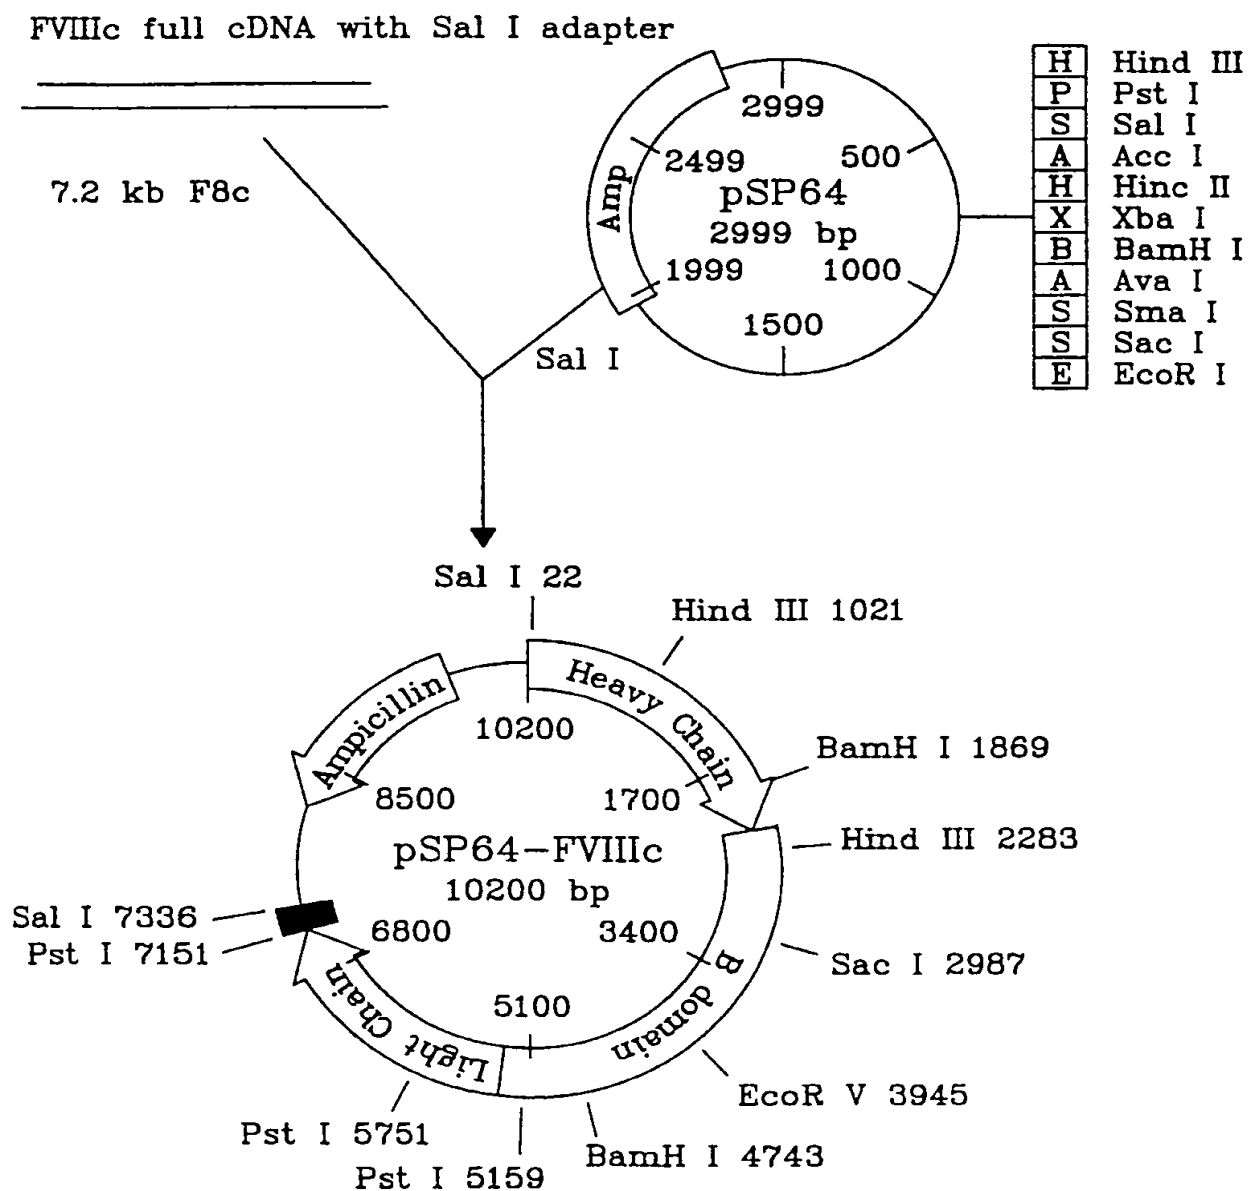 FVIIIc full cDNA with Sal I adapter
7.2 kb F8c
Amp
2999
2499
500
pSP64
2999 bp
1999
1000
1500
H Hind III
P Pst I
S Sal I
A Acc I
H Hinc II
X Xba I
B BamH I
A Ava I
S Sma I
S Sac I
E EcoR I
Sal I
Sal I 22
Hind III 1021
Heavy Chain
Ampicillin
10200
BamH I 1869
8500
1700
pSP64-FVIIIc
10200 bp
Hind III 2283
Sal I 7336
Pst I 7151
6800
3400
Sac I 2987
B domain
Light Chain
5100
EcoR V 3945
Pst I 5751
BamH I 4743
Pst I 5159